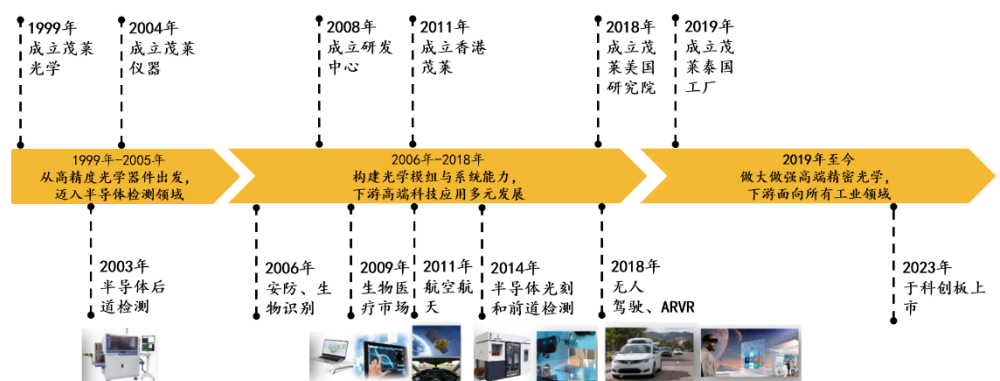 1999年
成立茂莱
光学
2004年
成立茂莱
仪器
2008年
成立研发
中心
2011年
成立香港
茂莱
2018年
成立茂
莱美国
研究院
2019年
成立茂
莱泰国
工厂
1999年-2005年
从高精度光学器件出发,
迈入半导体检测领域
2006年-2018年
构建光学模组与系统能力,
下游高端科技应用多元发展
2019年至今
做大做强高端精密光学,
下游面向所有工业领域
2003年
半导体后
道检测
2006年
安防、生
物识别
2009年
生物医
疗市场
2011年
航空航
天
2014年
半导体光刻
和前道检测
2018年
无人
驾驶、ARVR
2023年
于科创板上
市